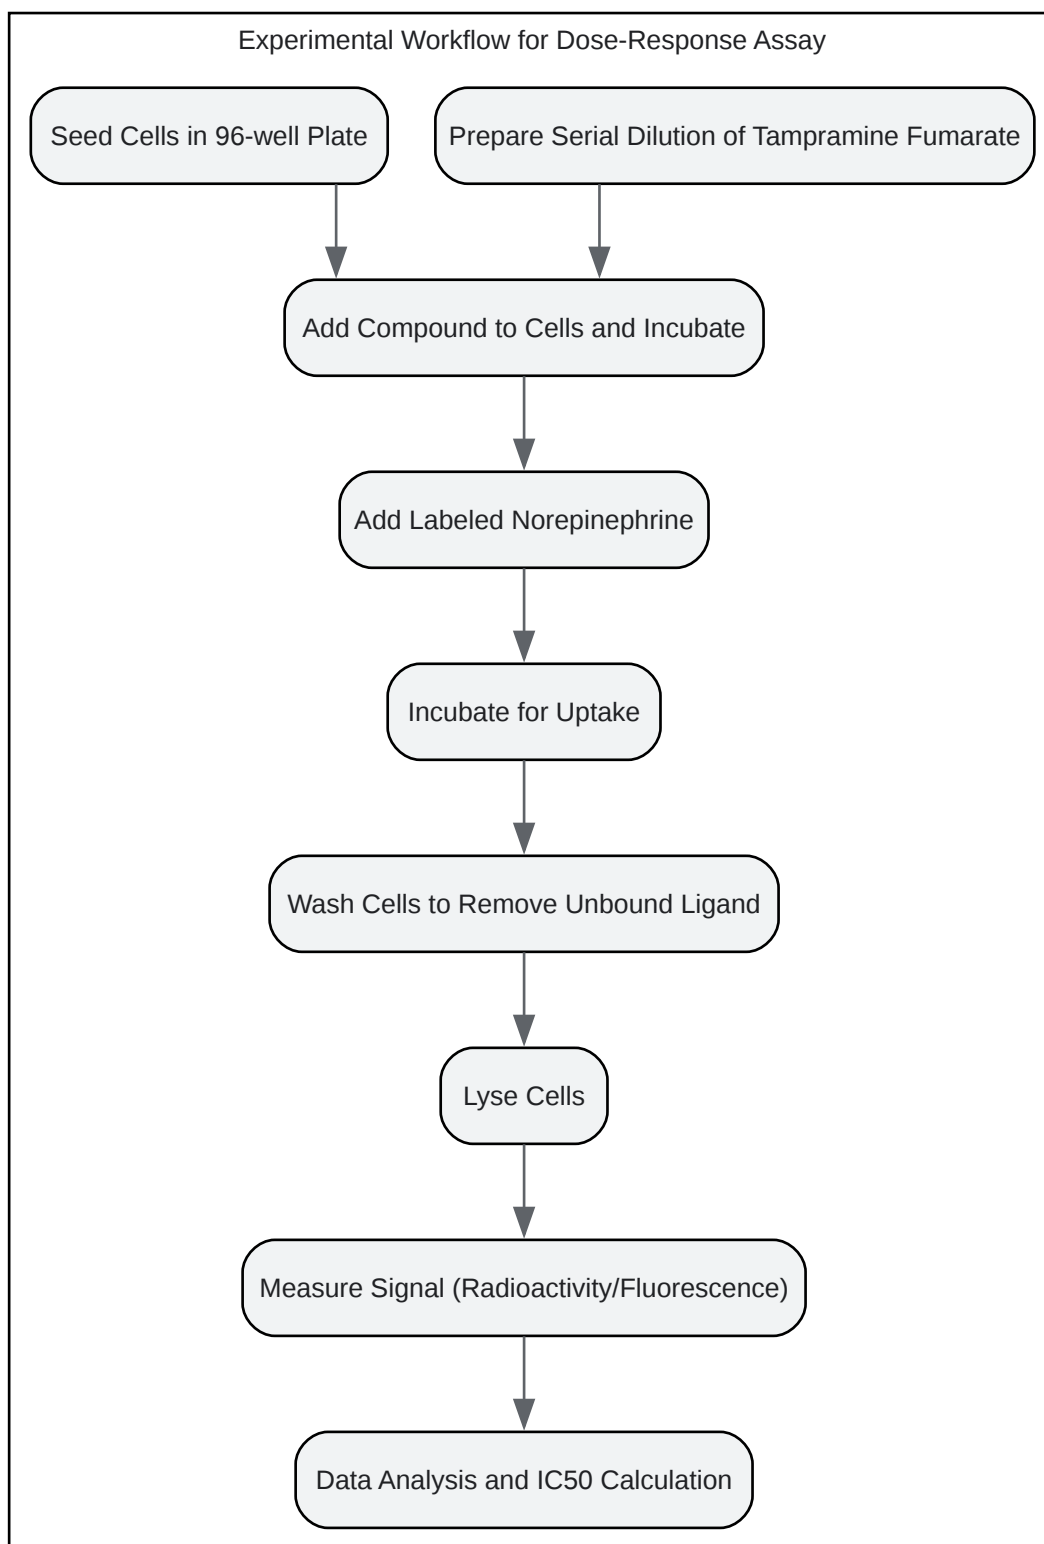 Experimental Workflow for Dose-Response Assay
Seed Cells in 96-well Plate
Prepare Serial Dilution of Tampramine Fumarate
Add Compound to Cells and Incubate
Add Labeled Norepinephrine
Incubate for Uptake
Wash Cells to Remove Unbound Ligand
Lyse Cells
Measure Signal (Radioactivity/Fluorescence)
Data Analysis and IC50 Calculation